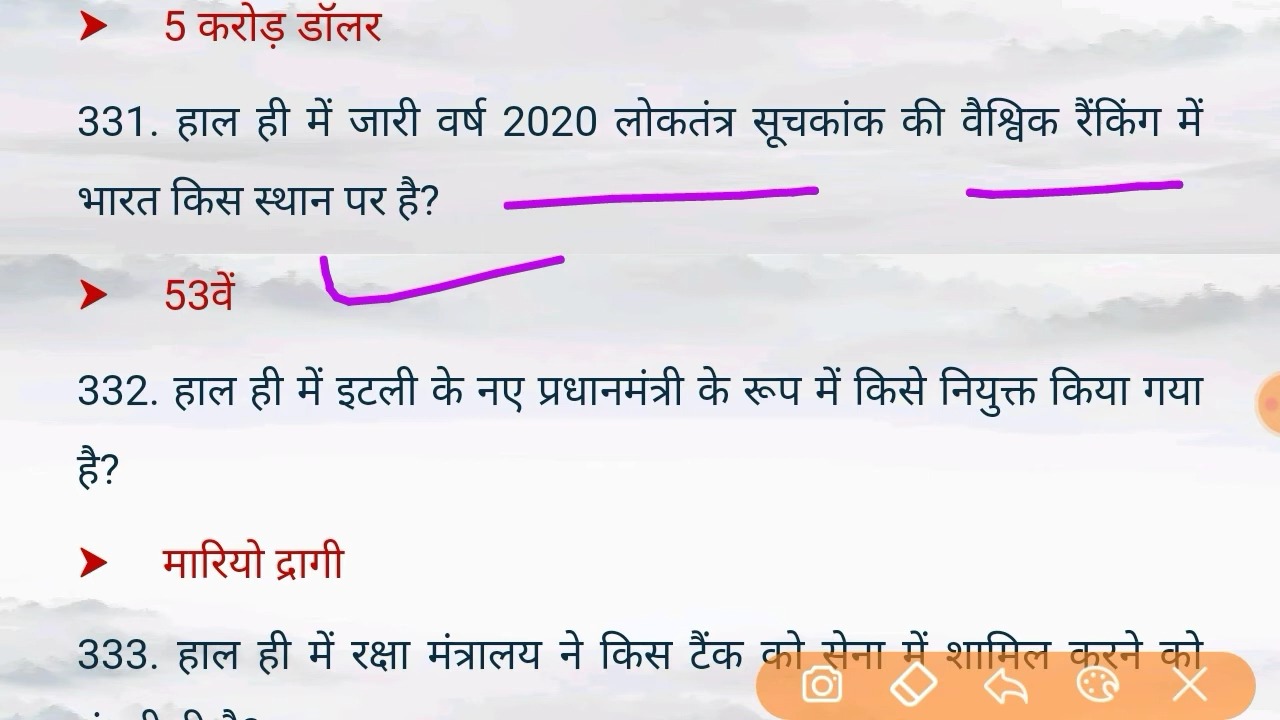 ➤ 5 करोड़ डॉलर
331. हाल ही में जारी वर्ष 2020 लोकतंत्र सूचकांक की वैश्विक रैंकिंग में
भारत किस स्थान पर है?
➤ 53वें
332. हाल ही में इटली के नए प्रधानमंत्री के रूप में किसे नियुक्त किया गया
है?
➤ मारियो द्रागी
333. हाल ही में रक्षा मंत्रालय ने किस टैंक को सेना में शामिल करने को